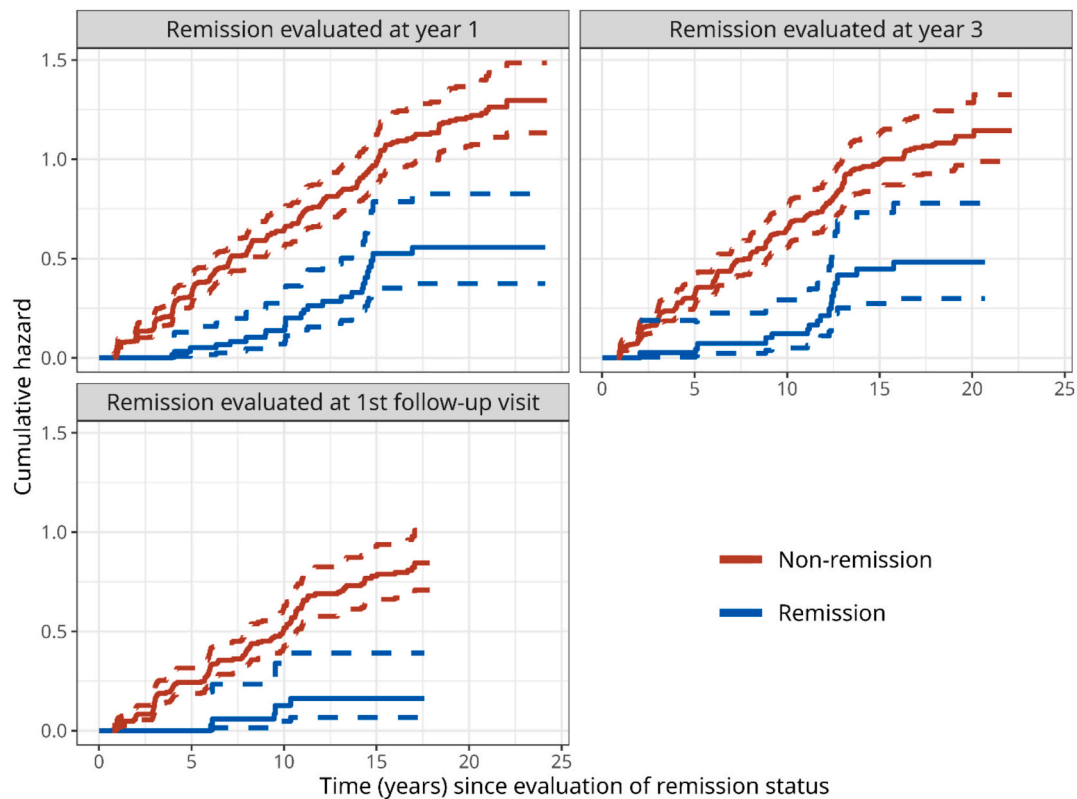 Remission evaluated at year 1
Remission evaluated at year 3
1.5
1.0
0.5
0.0
0
5
10
15
20
25
Remission evaluated at 1st follow-up visit
1.5
1.0
0.5
0.0
0
5
10
15
20
25
Cumulative hazard
Time (years) since evaluation of remission status
Non-remission
Remission